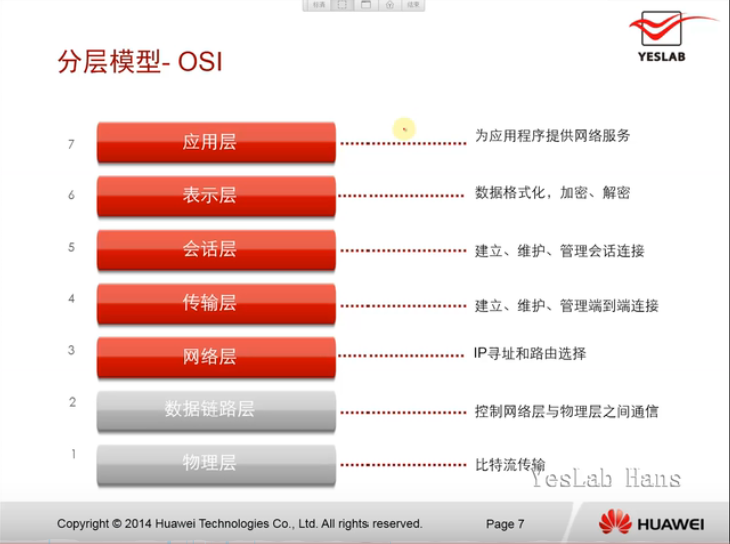 标清 结束
YESLAB
分层模型- OSI
7 应用层 为应用程序提供网络服务
6 表示层 数据格式化，加密、解密
5 会话层 建立、维护、管理会话连接
4 传输层 建立、维护、管理端到端连接
3 网络层 IP寻址和路由选择
2 数据链路层 控制网络层与物理层之间通信
1 物理层 比特流传输
YesLab Hans
Copyright © 2014 Huawei Technologies Co., Ltd. All rights reserved. Page 7 HUAWEI